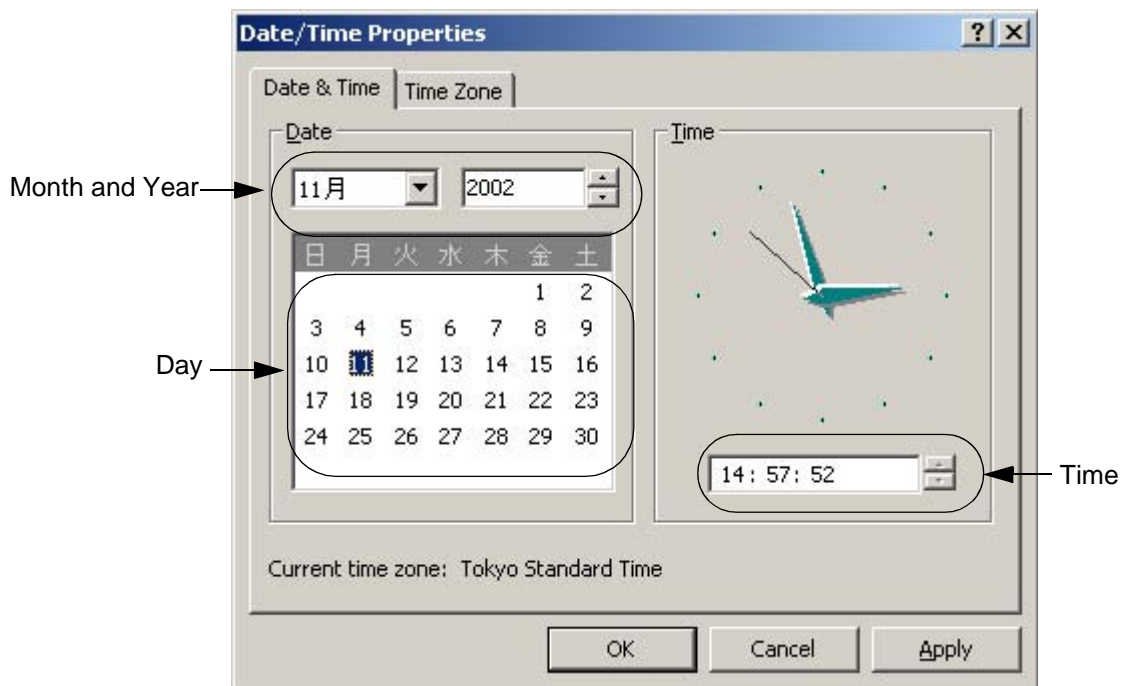 Date/Time Properties
Date & Time
Time Zone
Date
Time
Month and Year
11月
2002
日 月 火 水 木 金 土
1 2
3 4 5 6 7 8 9
Day
10 11 12 13 14 15 16
17 18 19 20 21 22 23
24 25 26 27 28 29 30
14: 57: 52
Time
Current time zone: Tokyo Standard Time
OK
Cancel
Apply